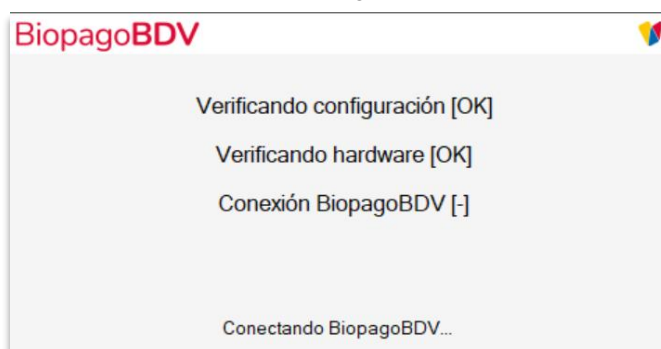 BiopagoBDV
Verificando configuración [OK]
Verificando hardware [OK]
Conexión BiopagoBDV [-]
Conectando BiopagoBDV...